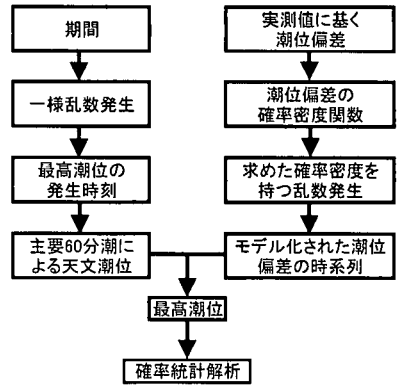 期間
一様乱数発生
最高潮位の
発生時刻
主要60分潮に
よる天文潮位
実測値に基く
潮位偏差
潮位偏差の
確率密度関数
求めた確率密度を
持つ乱数発生
モデル化された潮位
偏差の時系列
最高潮位
確率統計解析